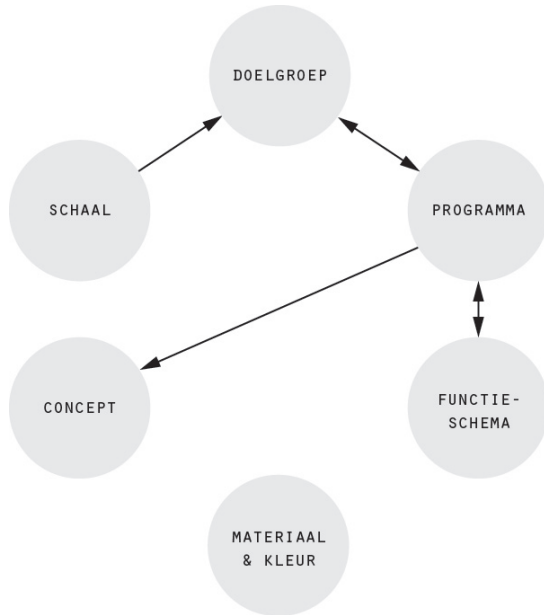 DOELGROEP
SCHAAL
PROGRAMMA
CONCEPT
FUNCTIE-
SCHEMA
MATERIAAL
& KLEUR